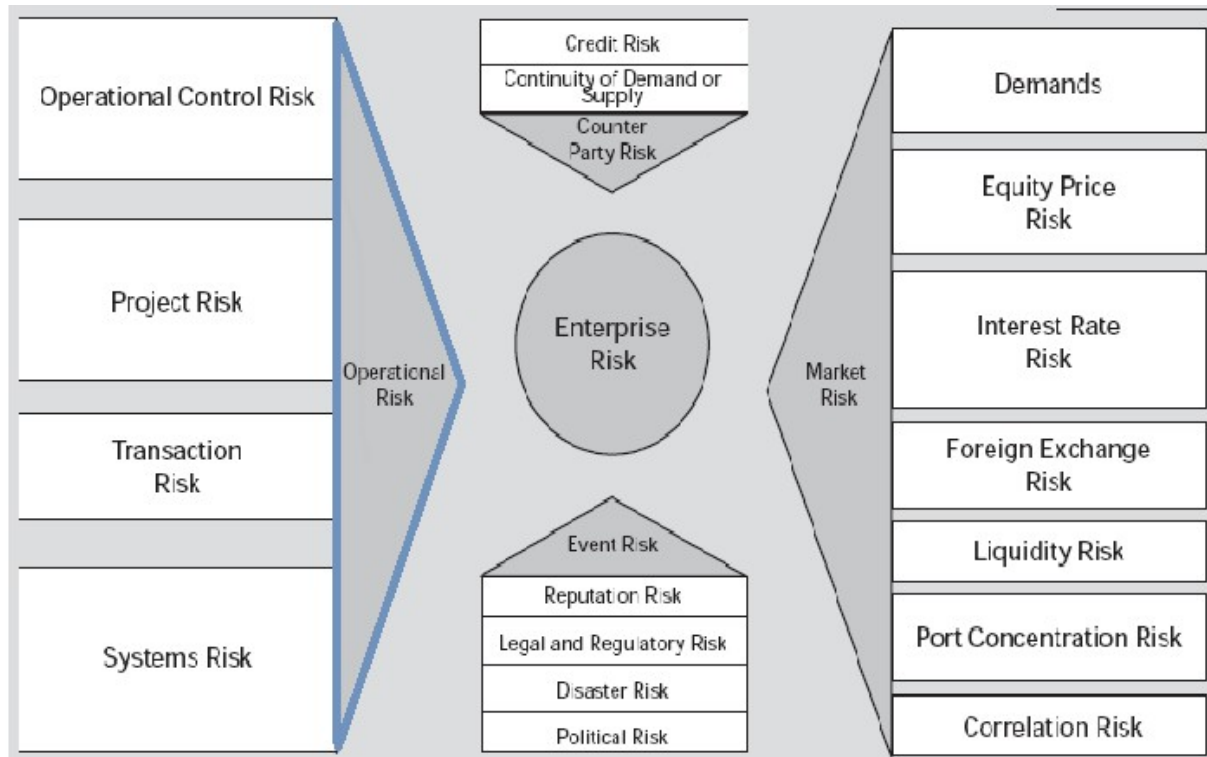 Operational Control Risk
Project Risk
Transaction
Risk
Systems Risk
Operational
Risk
Credit Risk
Continuity of Demand or
Supply
Counter
Party Risk
Enterprise
Risk
Event Risk
Reputation Risk
Legal and Regulatory Risk
Disaster Risk
Political Risk
Market
Risk
Demands
Equity Price
Risk
Interest Rate
Risk
Foreign Exchange
Risk
Liquidity Risk
Port Concentration Risk
Correlation Risk